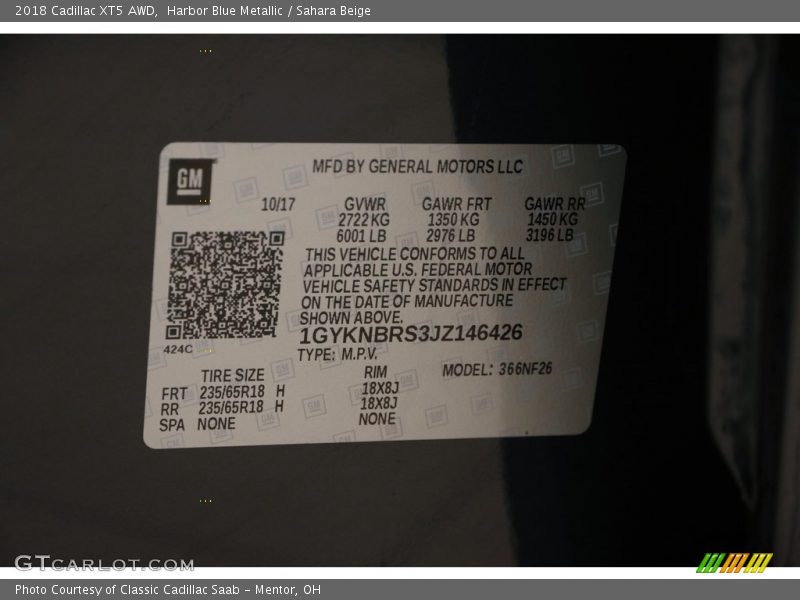 2018 Cadillac XT5 AWD,  Harbor Blue Metallic / Sahara Beige
GM
MFD BY GENERAL MOTORS LLC
10/17 GVWR GAWR FRT GAWR RR
2722 KG 1350 KG 1450 KG
6001 LB 2976 LB 3196 LB
THIS VEHICLE CONFORMS TO ALL
APPLICABLE U.S. FEDERAL MOTOR
VEHICLE SAFETY STANDARDS IN EFFECT
ON THE DATE OF MANUFACTURE
SHOWN ABOVE.
1GYKNBRS3JZ146426
424C
TYPE: M.P.V.
TIRE SIZE RIM MODEL: 366NF26
FRT 235/65R18 H 18X8J
RR 235/65R18 H 18X8J
SPA NONE NONE
GTCARLOT.COM
Photo Courtesy of Classic Cadillac Saab - Mentor, OH